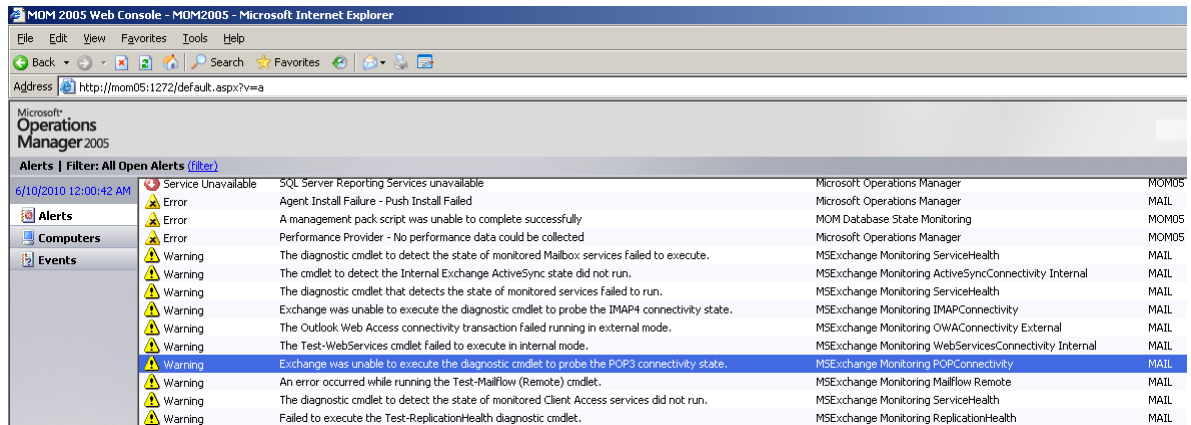 MOM 2005 Web Console - MOM2005 - Microsoft Internet Explorer
File Edit View Favorites Tools Help
Back Search Favorites
Address http://mom05:1272/default.aspx?v=a
Microsoft
Operations
Manager 2005
Alerts | Filter: All Open Alerts (filter)
6/10/2010 12:00:42 AM
Alerts
Computers
Events
Service Unavailable SQL Server Reporting Services unavailable Microsoft Operations Manager MOM05
Error Agent Install Failure - Push Install Failed Microsoft Operations Manager MAIL
Error A management pack script was unable to complete successfully MOM Database State Monitoring MOM05
Error Performance Provider - No performance data could be collected Microsoft Operations Manager MOM05
Warning The diagnostic cmdlet to detect the state of monitored Mailbox services failed to execute. MSExchange Monitoring ServiceHealth MAIL
Warning The cmdlet to detect the Internal Exchange ActiveSync state did not run. MSExchange Monitoring ActiveSyncConnectivity Internal MAIL
Warning The diagnostic cmdlet that detects the state of monitored services failed to run. MSExchange Monitoring ServiceHealth MAIL
Warning Exchange was unable to execute the diagnostic cmdlet to probe the IMAP4 connectivity state. MSExchange Monitoring IMAPConnectivity MAIL
Warning The Outlook Web Access connectivity transaction failed running in external mode. MSExchange Monitoring OWAConnectivity External MAIL
Warning The Test-WebServices cmdlet failed to execute in internal mode. MSExchange Monitoring WebServicesConnectivity Internal MAIL
Warning Exchange was unable to execute the diagnostic cmdlet to probe the POP3 connectivity state. MSExchange Monitoring POPConnectivity MAIL
Warning An error occurred while running the Test-Mailflow (Remote) cmdlet. MSExchange Monitoring Mailflow Remote MAIL
Warning The diagnostic cmdlet to detect the state of monitored Client Access services did not run. MSExchange Monitoring ServiceHealth MAIL
Warning Failed to execute the Test-ReplicationHealth diagnostic cmdlet. MSExchange Monitoring ReplicationHealth MAIL